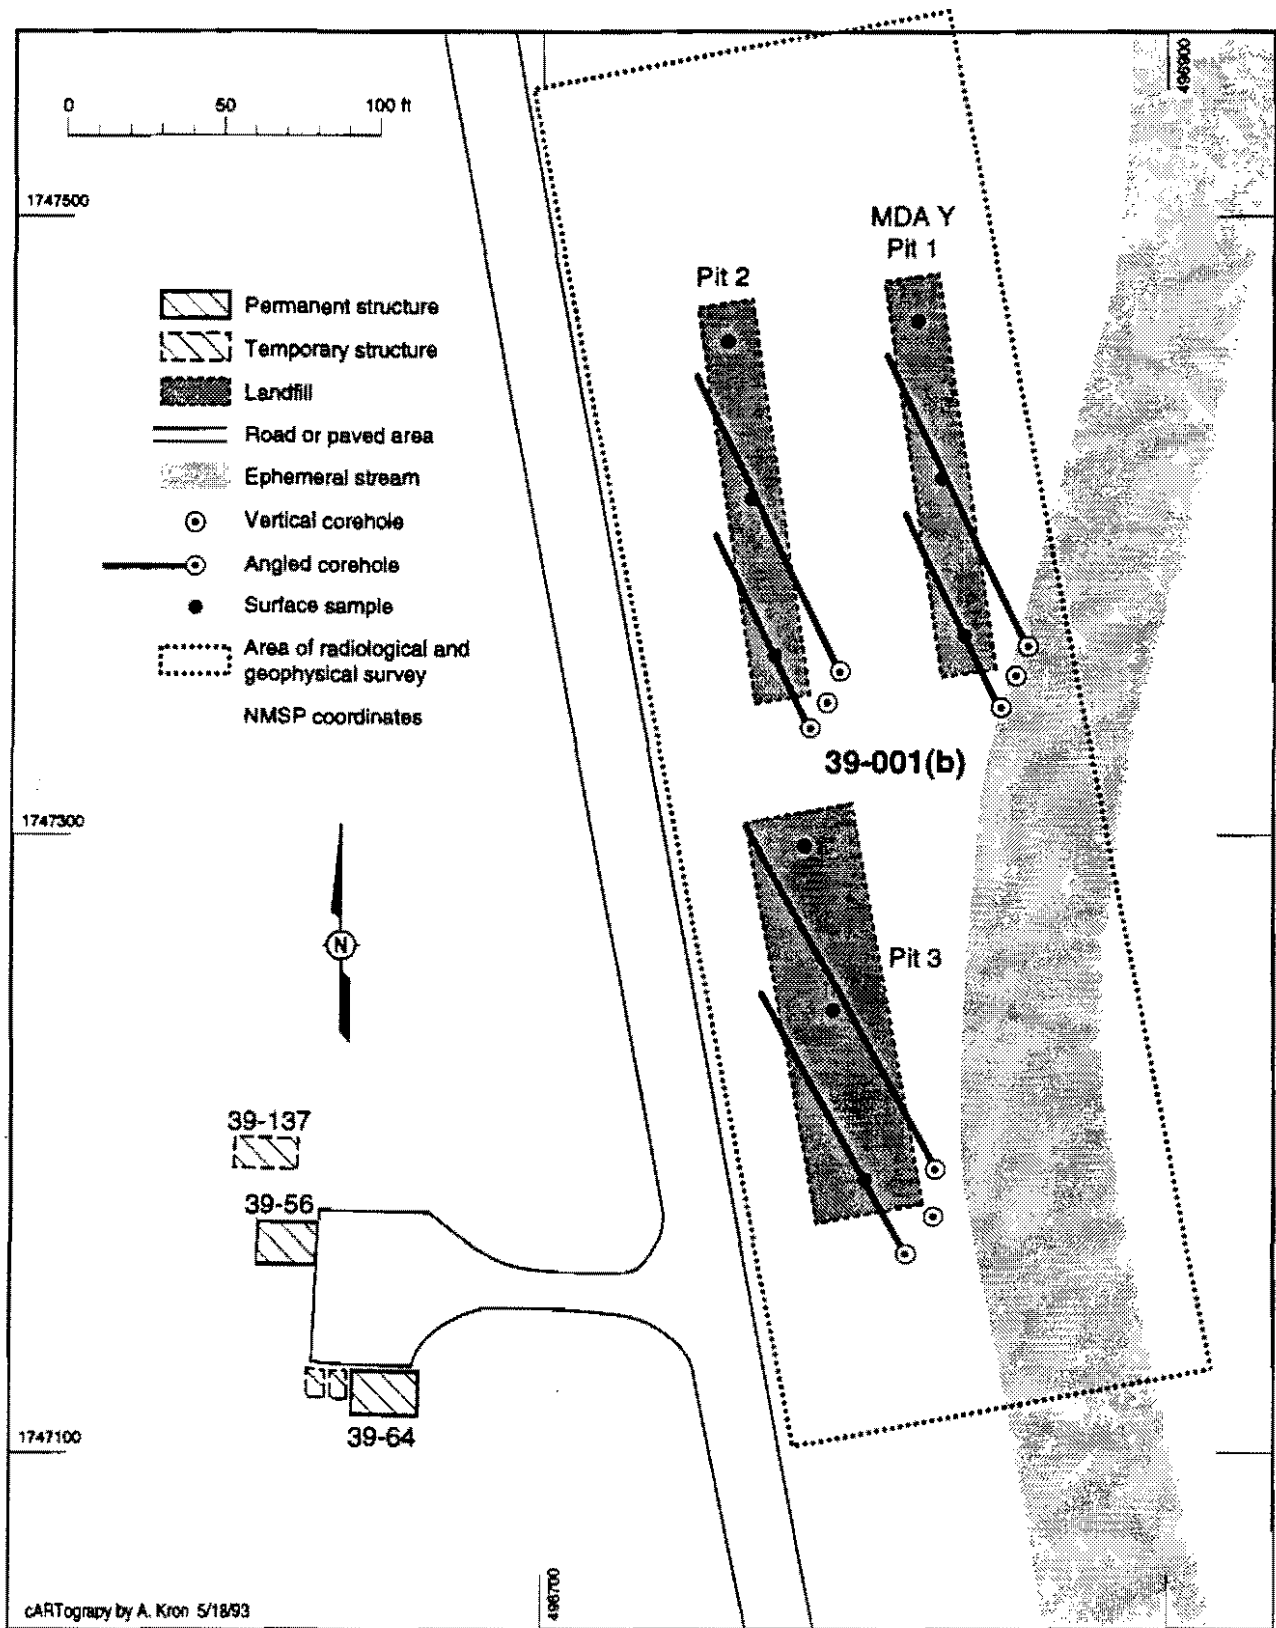 0 50 100 ft
496900
1747500
MDA Y
Pit 1
Pit 2
Permanent structure
Temporary structure
Landfill
Road or paved area
Ephemeral stream
Vertical corehole
Angled corehole
Surface sample
Area of radiological and
geophysical survey
NMSP coordinates
39-001(b)
1747300
N
Pit 3
39-137
39-56
39-64
1747100
496700
cARTograpy by A. Kron 5/18/93